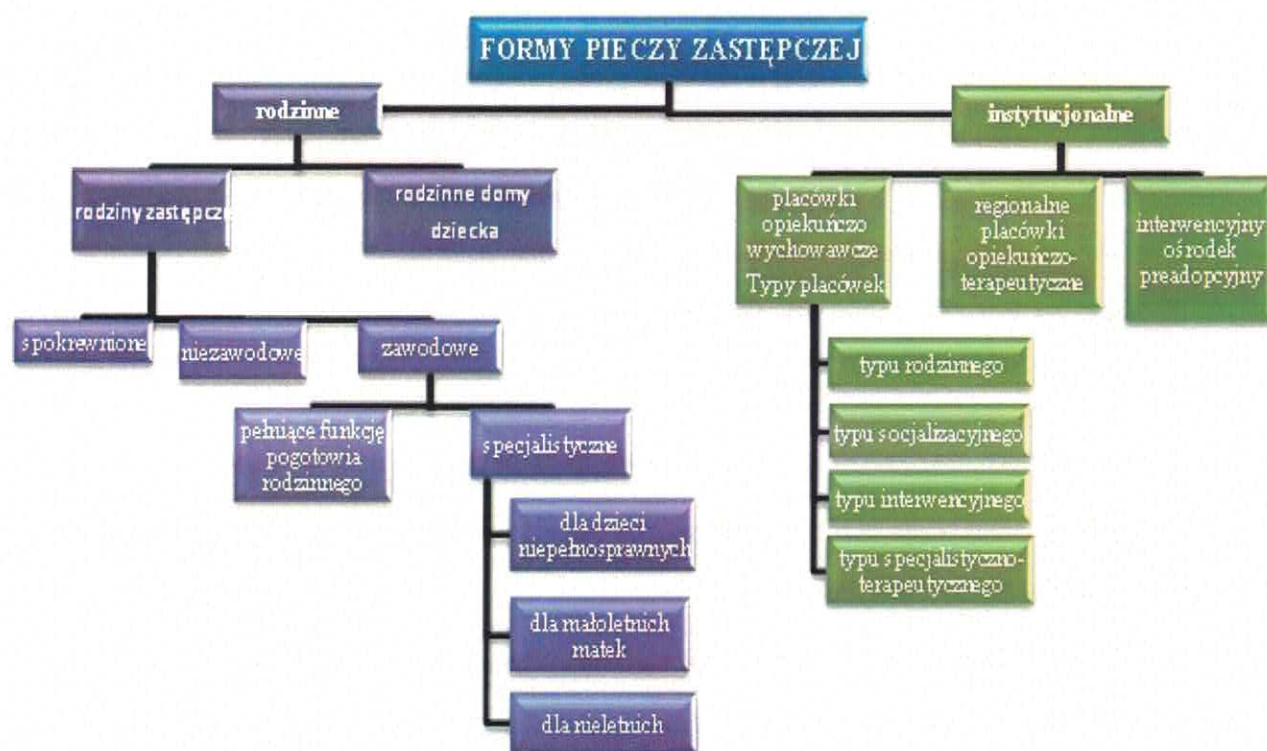 FORMY PIECZY ZASTĘPCZEJ
rodzinne
instytucjonalne
rodziny zastępcze
rodzinne domy
dziecka
placówki
opiekuńczo
wychowawcze
Typy placówek
regionalne
placówki
opiekuńczo-
terapeutyczne
interwencyjny
ośrodek
preadopcyjny
spokrewnione
niezawodowe
zawodowe
typu rodzinnego
typu socjalizacyjnego
typu interwencyjnego
typu specjalistyczno-
terapeutycznego
pełniące funkcję
pogotowia
rodzinnego
specjalistyczne
dla dzieci
niepełnosprawnych
dla małoletnich
matek
dla nieletnich